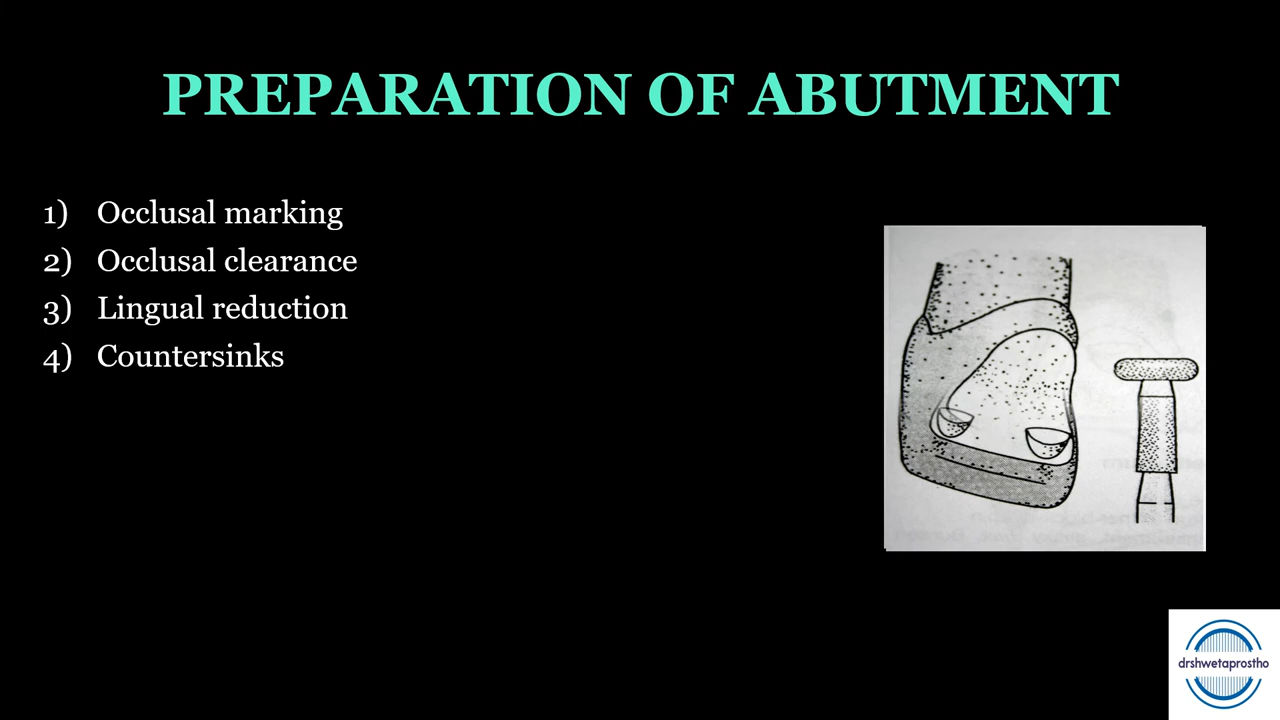 PREPARATION OF ABUTMENT
1) Occlusal marking
2) Occlusal clearance
3) Lingual reduction
4) Countersinks
drshwetaprostho